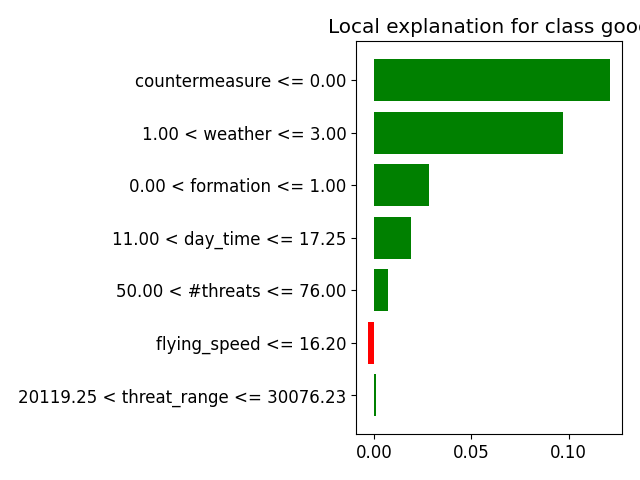 Local explanation for class good
countermeasure <= 0.00
1.00 < weather <= 3.00
0.00 < formation <= 1.00
11.00 < day_time <= 17.25
50.00 < #threats <= 76.00
flying_speed <= 16.20
20119.25 < threat_range <= 30076.23
0.00 0.05 0.10